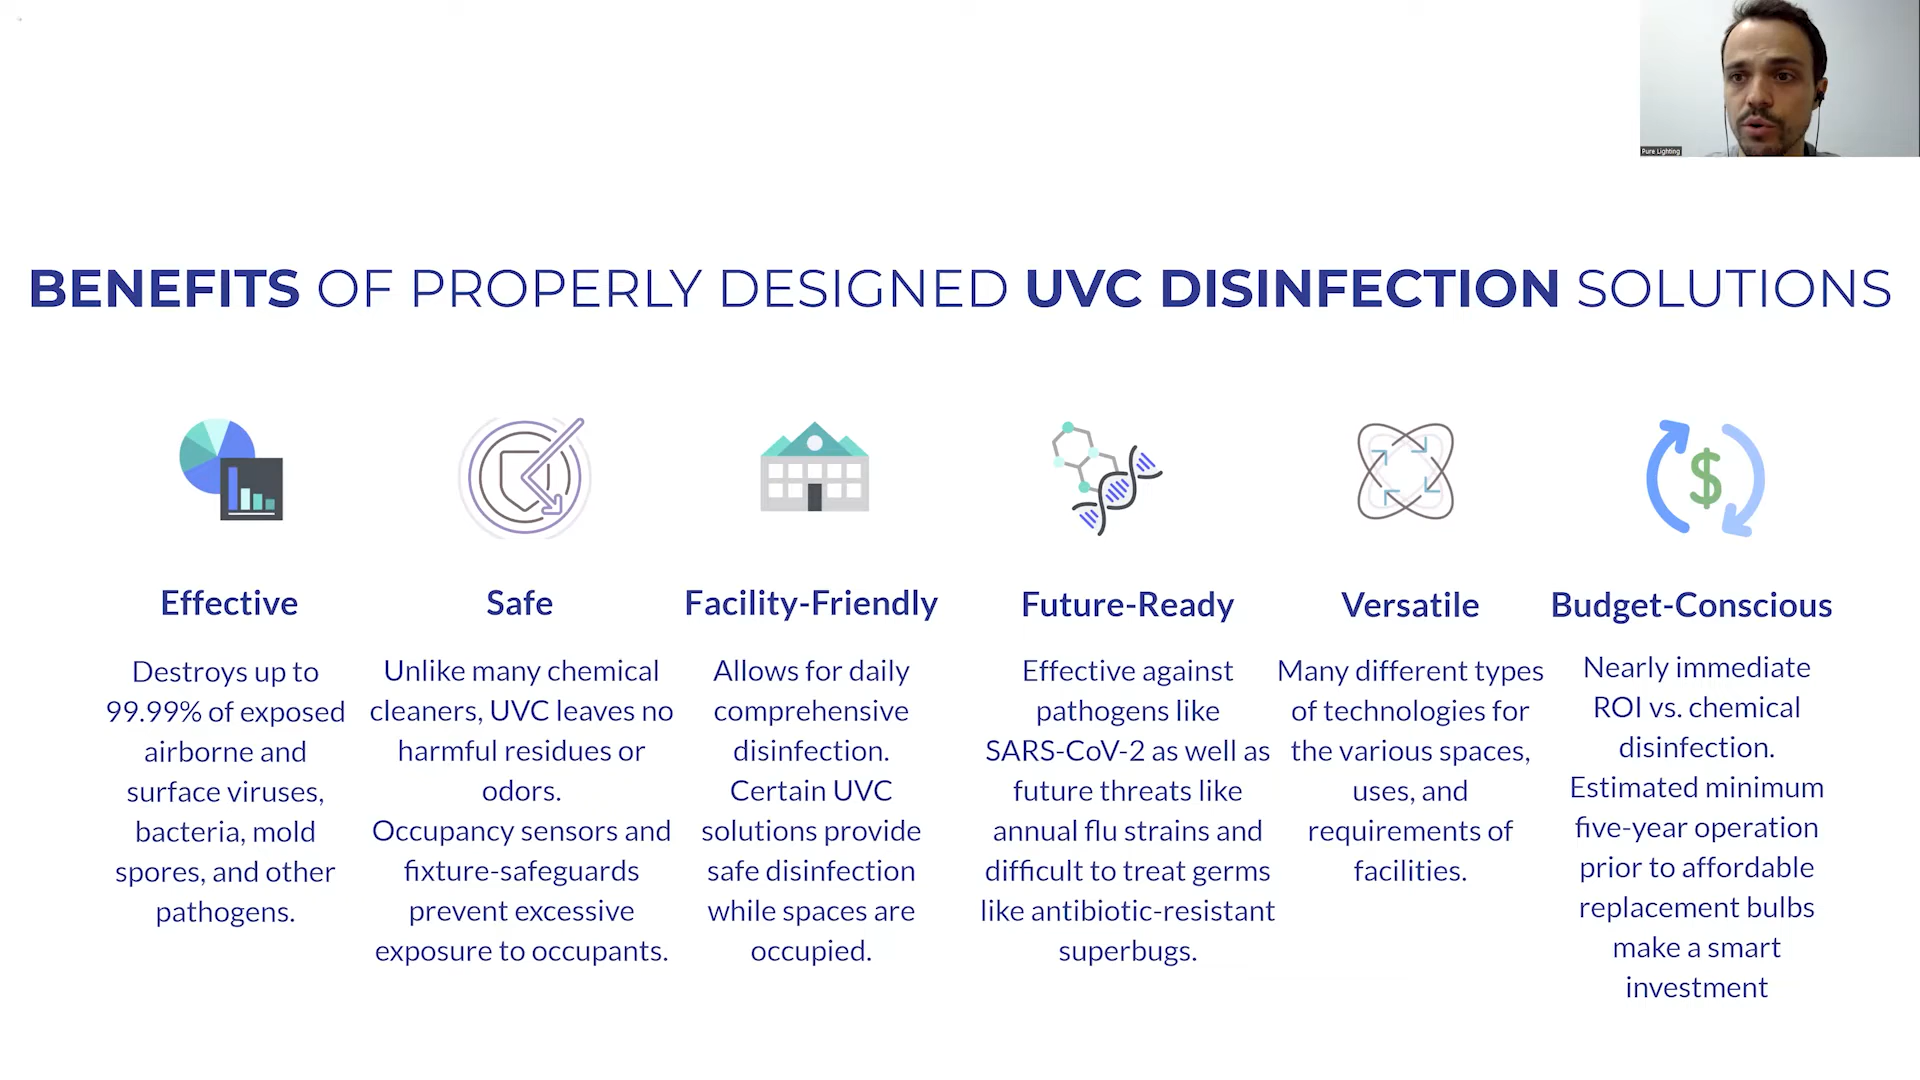 Pure Lighting
BENEFITS OF PROPERLY DESIGNED UVC DISINFECTION SOLUTIONS
Effective
Destroys up to
99.99% of exposed
airborne and
surface viruses,
bacteria, mold
spores, and other
pathogens.
Safe
Unlike many chemical
cleaners, UVC leaves no
harmful residues or
odors.
Occupancy sensors and
fixture-safeguards
prevent excessive
exposure to occupants.
Facility-Friendly
Allows for daily
comprehensive
disinfection.
Certain UVC
solutions provide
safe disinfection
while spaces are
occupied.
Future-Ready
Effective against
pathogens like
SARS-CoV-2 as well as
future threats like
annual flu strains and
difficult to treat germs
like antibiotic-resistant
superbugs.
Versatile
Many different types
of technologies for
the various spaces,
uses, and
requirements of
facilities.
Budget-Conscious
Nearly immediate
ROI vs. chemical
disinfection.
Estimated minimum
five-year operation
prior to affordable
replacement bulbs
make a smart
investment